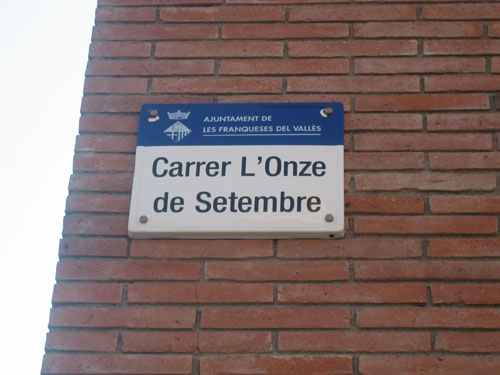 AJUNTAMENT DE
LES FRANQUESES DEL VALLÈS
Carrer L'Onze
de Setembre